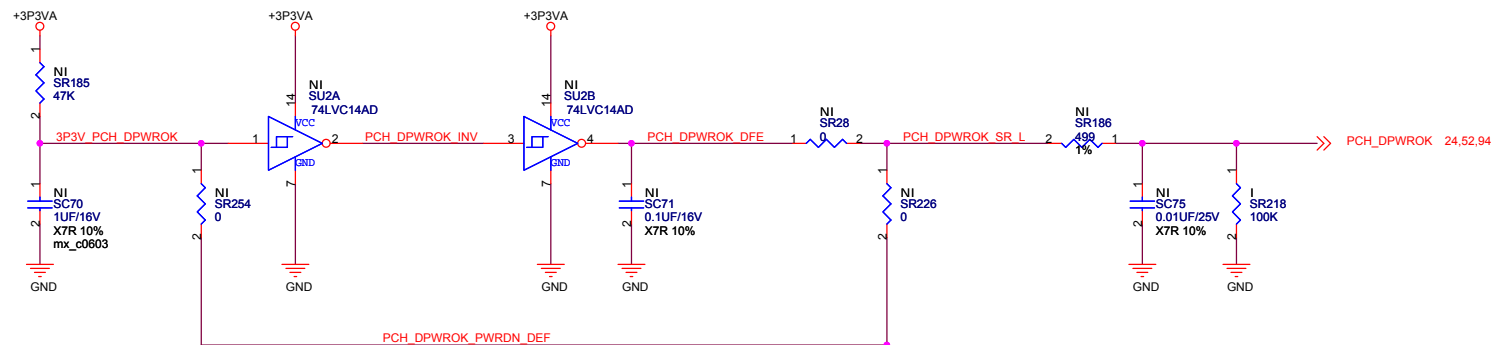 +3P3VA
+3P3VA
+3P3VA
1
NI
SR185
47K
2
14
NI
SU2A
74LVC14AD
VCC
GND
14
NI
SU2B
74LVC14AD
VCC
GND
3P3V_PCH_DPWROK
1
2
PCH_DPWROK_INV
3
4
PCH_DPWROK_DFE
1
NI
SR28
0
2
PCH_DPWROK_SR_L
2
NI
SR186
499
1%
1
PCH_DPWROK 24,52,94
1
NI
SC70
1UF/16V
X7R 10%
mx_c0603
2
1
NI
SR254
0
2
7
7
1
NI
SC71
0.1UF/16V
X7R 10%
2
1
NI
SR226
0
2
1
NI
SC75
0.01UF/25V
X7R 10%
2
1
I
SR218
100K
2
GND
GND
GND
GND
GND
GND
PCH_DPWROK_PWRDN_DEF